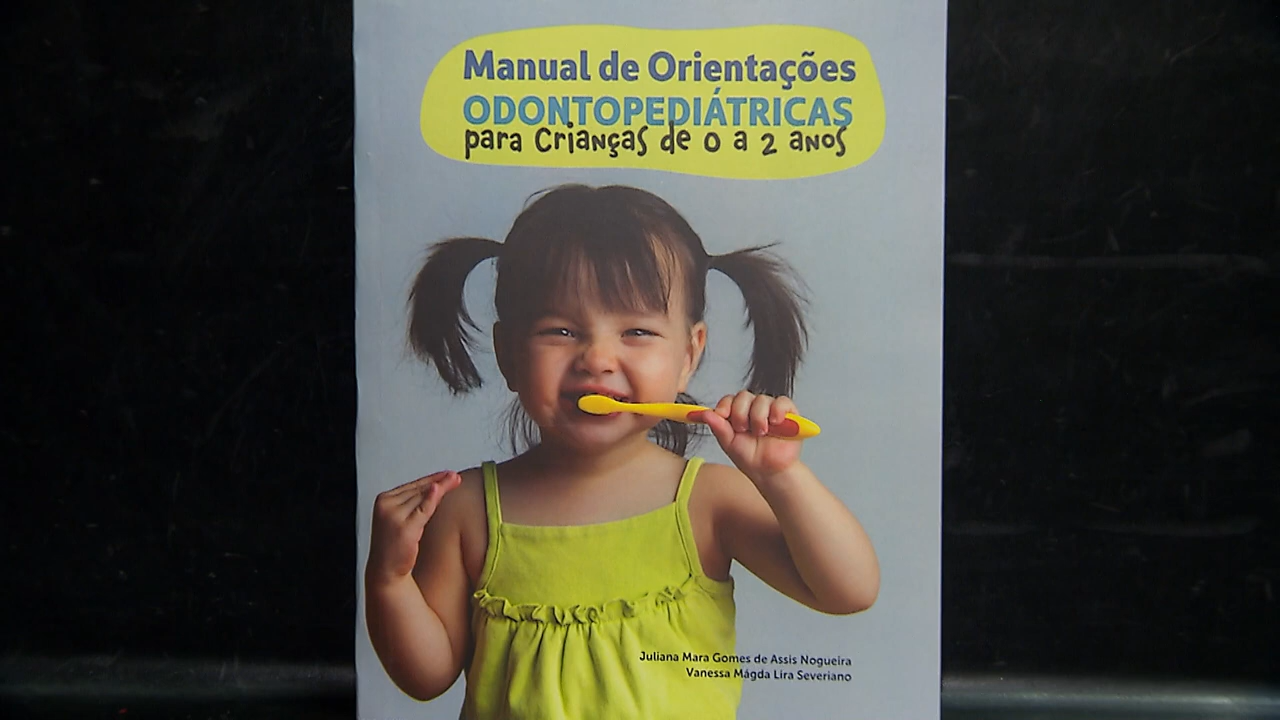 Manual de Orientações
ODONTOPEDIÁTRICAS
para Crianças de 0 a 2 anos
Juliana Mara Gomes de Assis Nogueira
Vanessa Mágda Lira Severiano